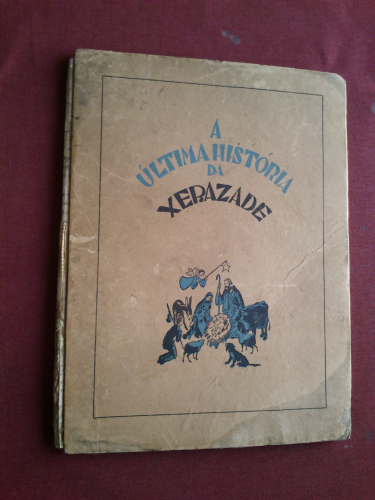 A
ÚLTIMA HISTÓRIA
DA
XERAZADE